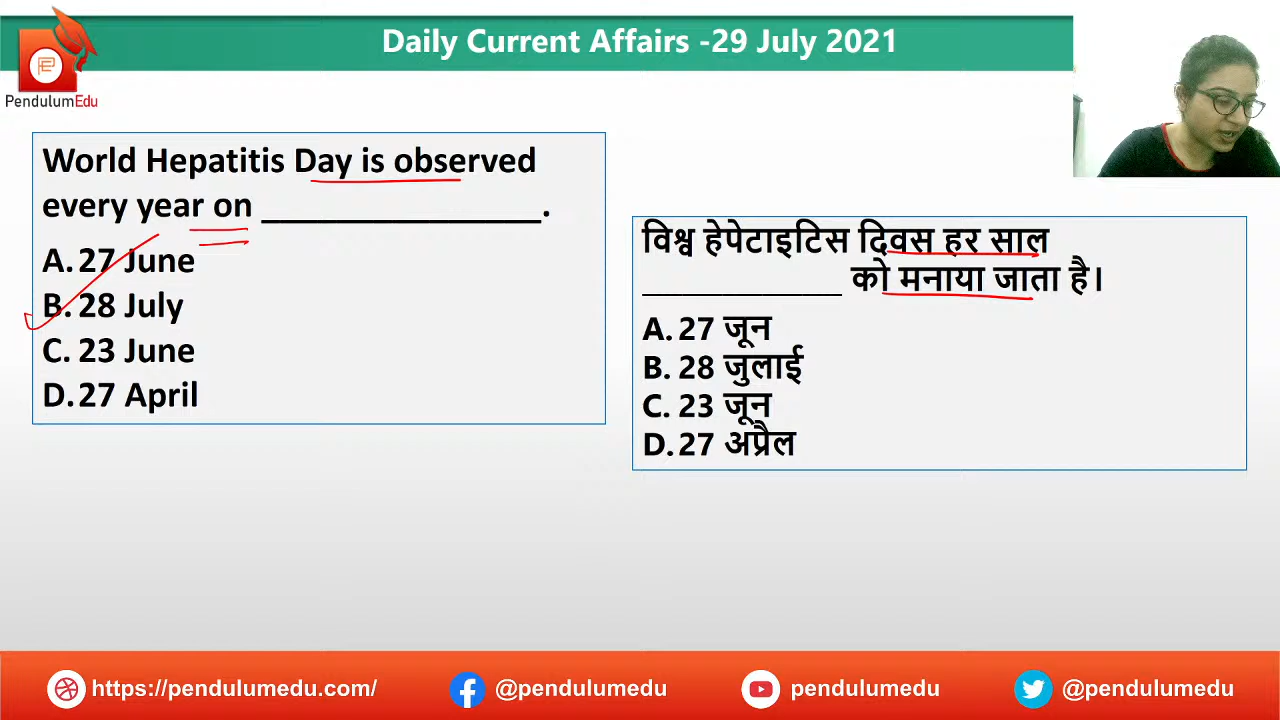 Daily Current Affairs -29 July 2021
PendulumEdu
World Hepatitis Day is observed
every year on _______________.
A. 27 June
B. 28 July
C. 23 June
D. 27 April
विश्व हेपेटाइटिस दिवस हर साल
___________ को मनाया जाता है।
A. 27 जून
B. 28 जुलाई
C. 23 जून
D. 27 अप्रैल
https://pendulumedu.com/
@pendulumedu
pendulumedu
@pendulumedu